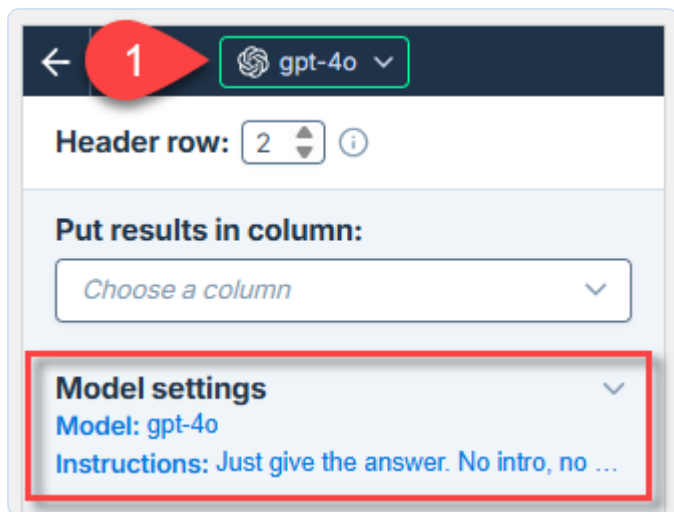 1 gpt-4o
Header row: 2
Put results in column:
Choose a column
Model settings
Model: gpt-4o
Instructions: Just give the answer. No intro, no ...